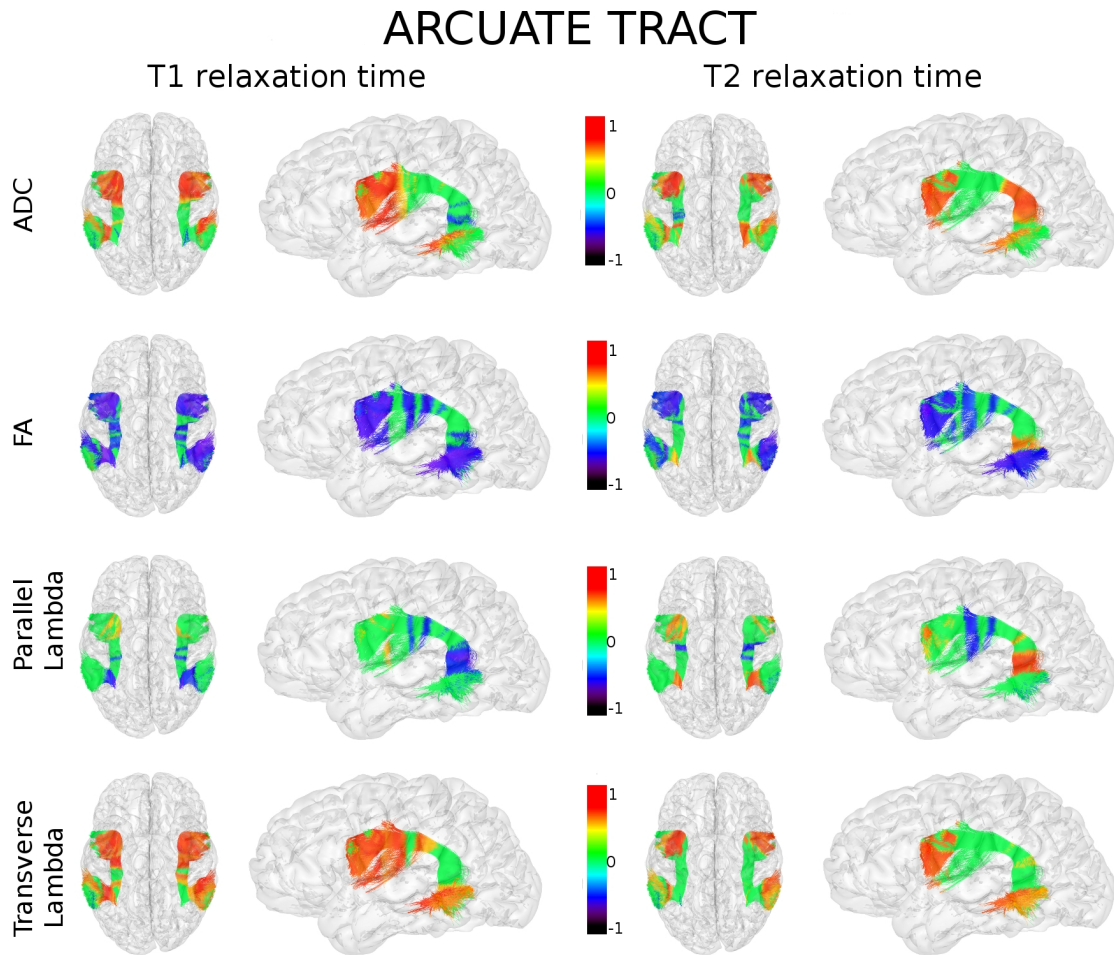 ARCUATE TRACT
T1 relaxation time
T2 relaxation time
ADC
1
0
-1
FA
1
0
-1
Parallel
Lambda
1
0
-1
Transverse
Lambda
1
0
-1